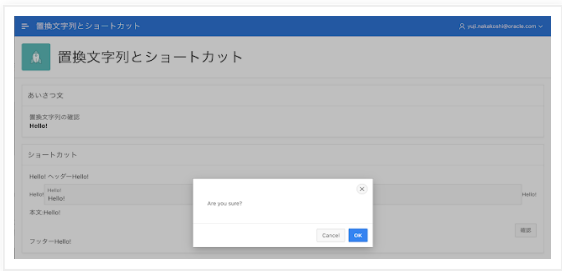 置換文字列とショートカット
yuji.nakakoshi@oracle.com
置換文字列とショートカット
あいさつ文
置換文字列の確認
Hello!
ショートカット
Hello! ヘッダーHello!
Hello!
Hello!
Hello!
Hello!
本文:Hello!
確認
フッターHello!
Are you sure?
Cancel
OK